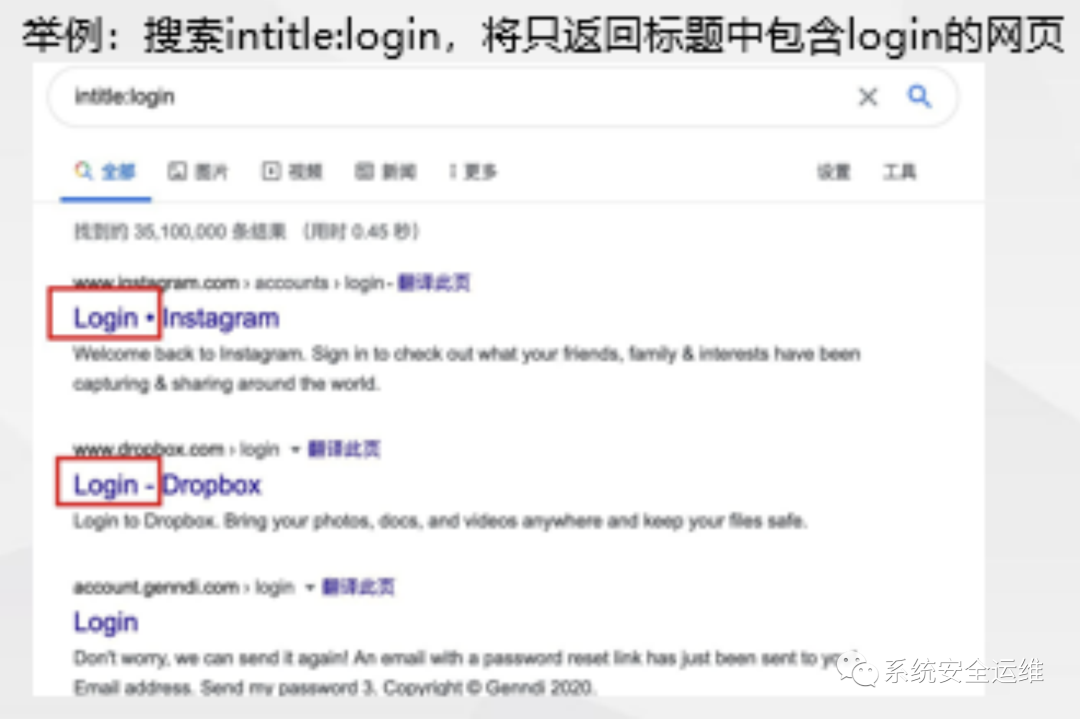 举例：搜索intitle:login，将只返回标题中包含login的网页
intitle:login
全部 图片 视频 新闻 更多 设置 工具
找到约 35,100,000 条结果 （用时 0.45 秒）
www.instagram.com › accounts › login - 翻译此页
Login • Instagram
Welcome back to Instagram. Sign in to check out what your friends, family & interests have been
capturing & sharing around the world.
www.dropbox.com › login 翻译此页
Login - Dropbox
Login to Dropbox. Bring your photos, docs, and videos anywhere and keep your files safe.
account.genndi.com › login 翻译此页
Login
Don't worry, we can send it again! An email with a password reset link has just been sent to
Email address. Send my password 3. Copyright © Genndi 2020.
系统安全运维